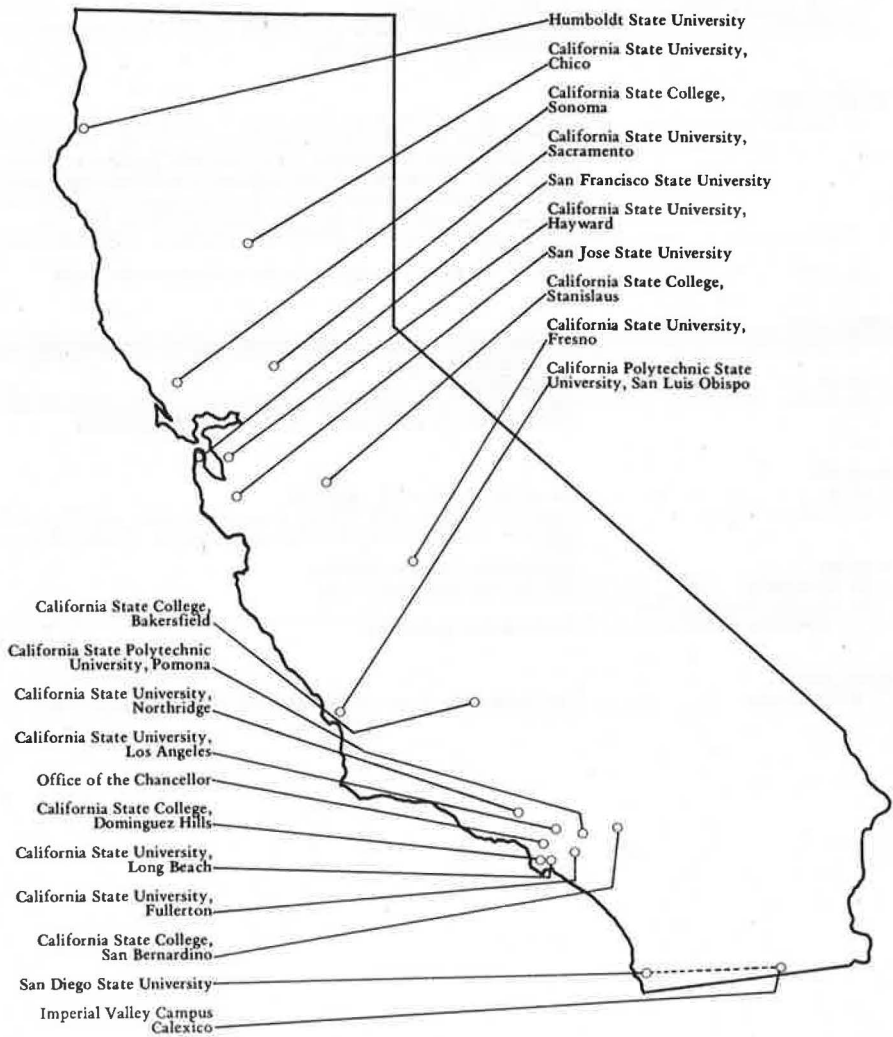 Humboldt State University
California State University,
Chico
California State College,
Sonoma
California State University,
Sacramento
San Francisco State University
California State University,
Hayward
San Jose State University
California State College,
Stanislaus
California State University,
Fresno
California Polytechnic State
University, San Luis Obispo
California State College,
Bakersfield
California State Polytechnic
University, Pomona
California State University,
Northridge
California State University,
Los Angeles
Office of the Chancellor
California State College,
Dominguez Hills
California State University,
Long Beach
California State University,
Fullerton
California State College,
San Bernardino
San Diego State University
Imperial Valley Campus
Calexico